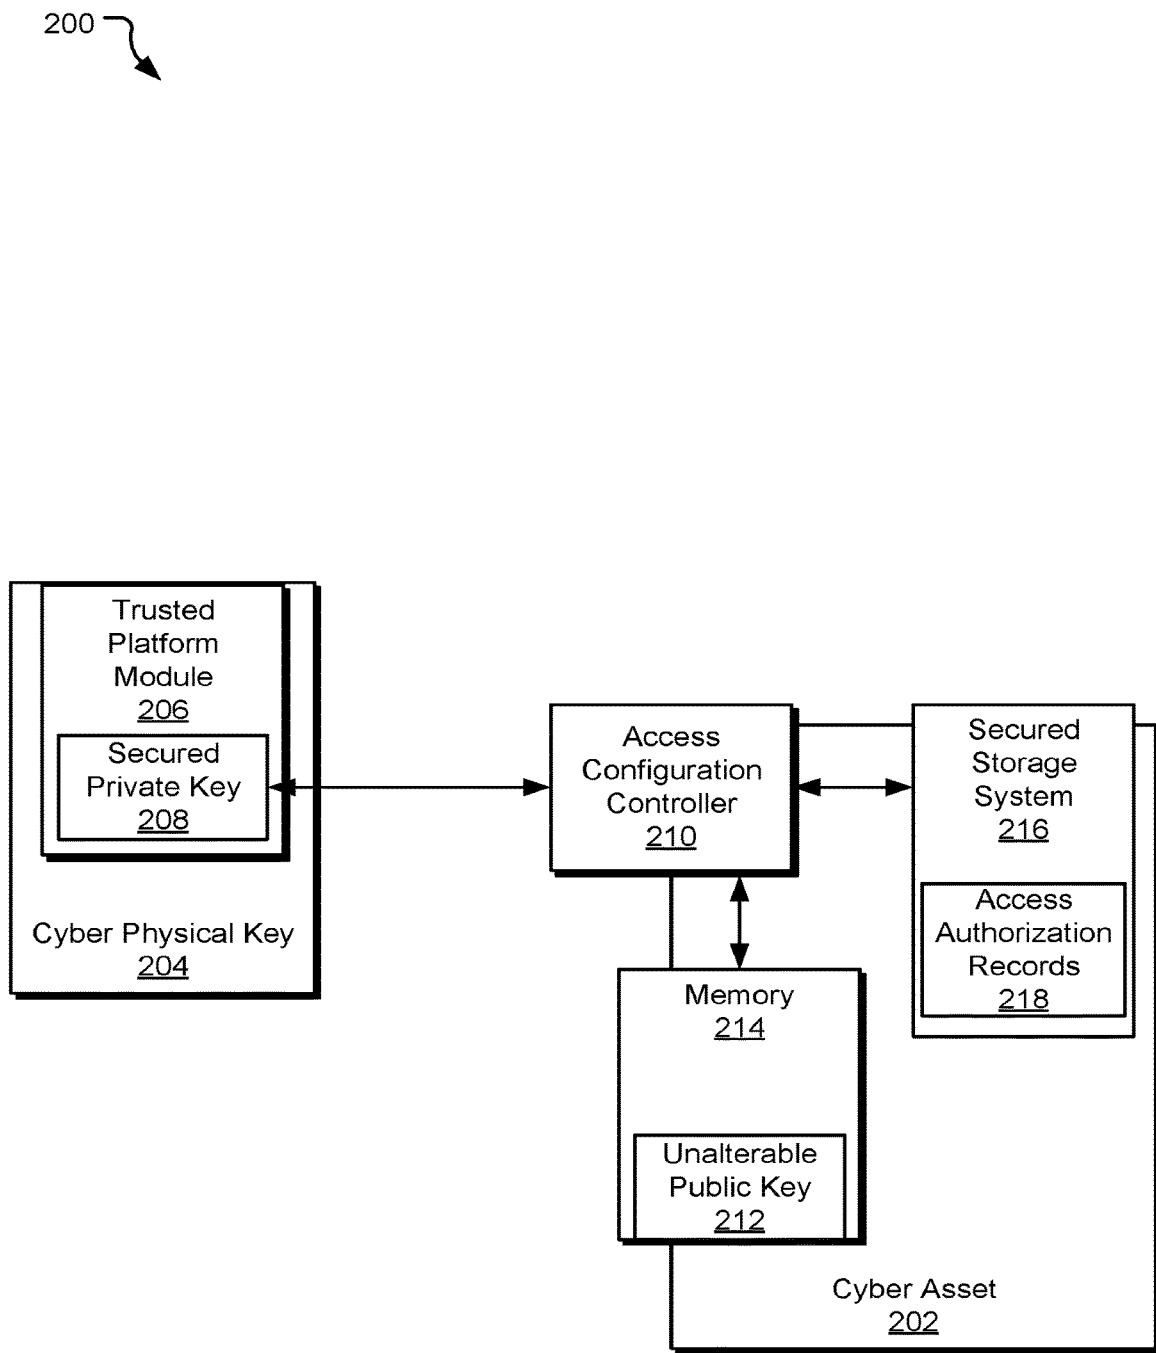 200
Trusted
Platform
Module
206
Secured
Private Key
208
Cyber Physical Key
204
Access
Configuration
Controller
210
Secured
Storage
System
216
Access
Authorization
Records
218
Memory
214
Unalterable
Public Key
212
Cyber Asset
202